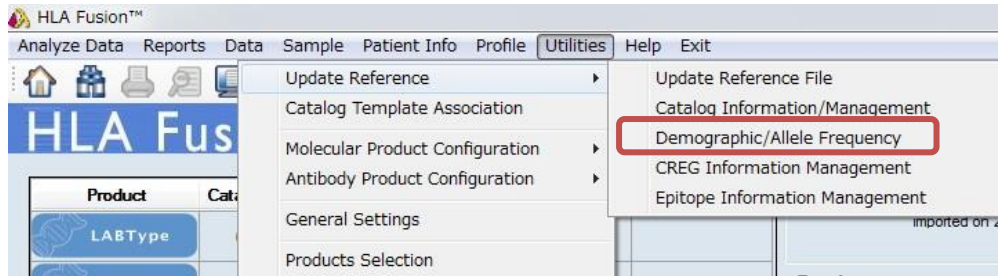 HLA Fusion™
Analyze Data Reports Data Sample Patient Info Profile Utilities Help Exit
Update Reference
Catalog Template Association
Molecular Product Configuration
Antibody Product Configuration
General Settings
Products Selection
Update Reference File
Catalog Information/Management
Demographic/Allele Frequency
CREG Information Management
Epitope Information Management
HLA Fus
Product Cata
LABType
imported on